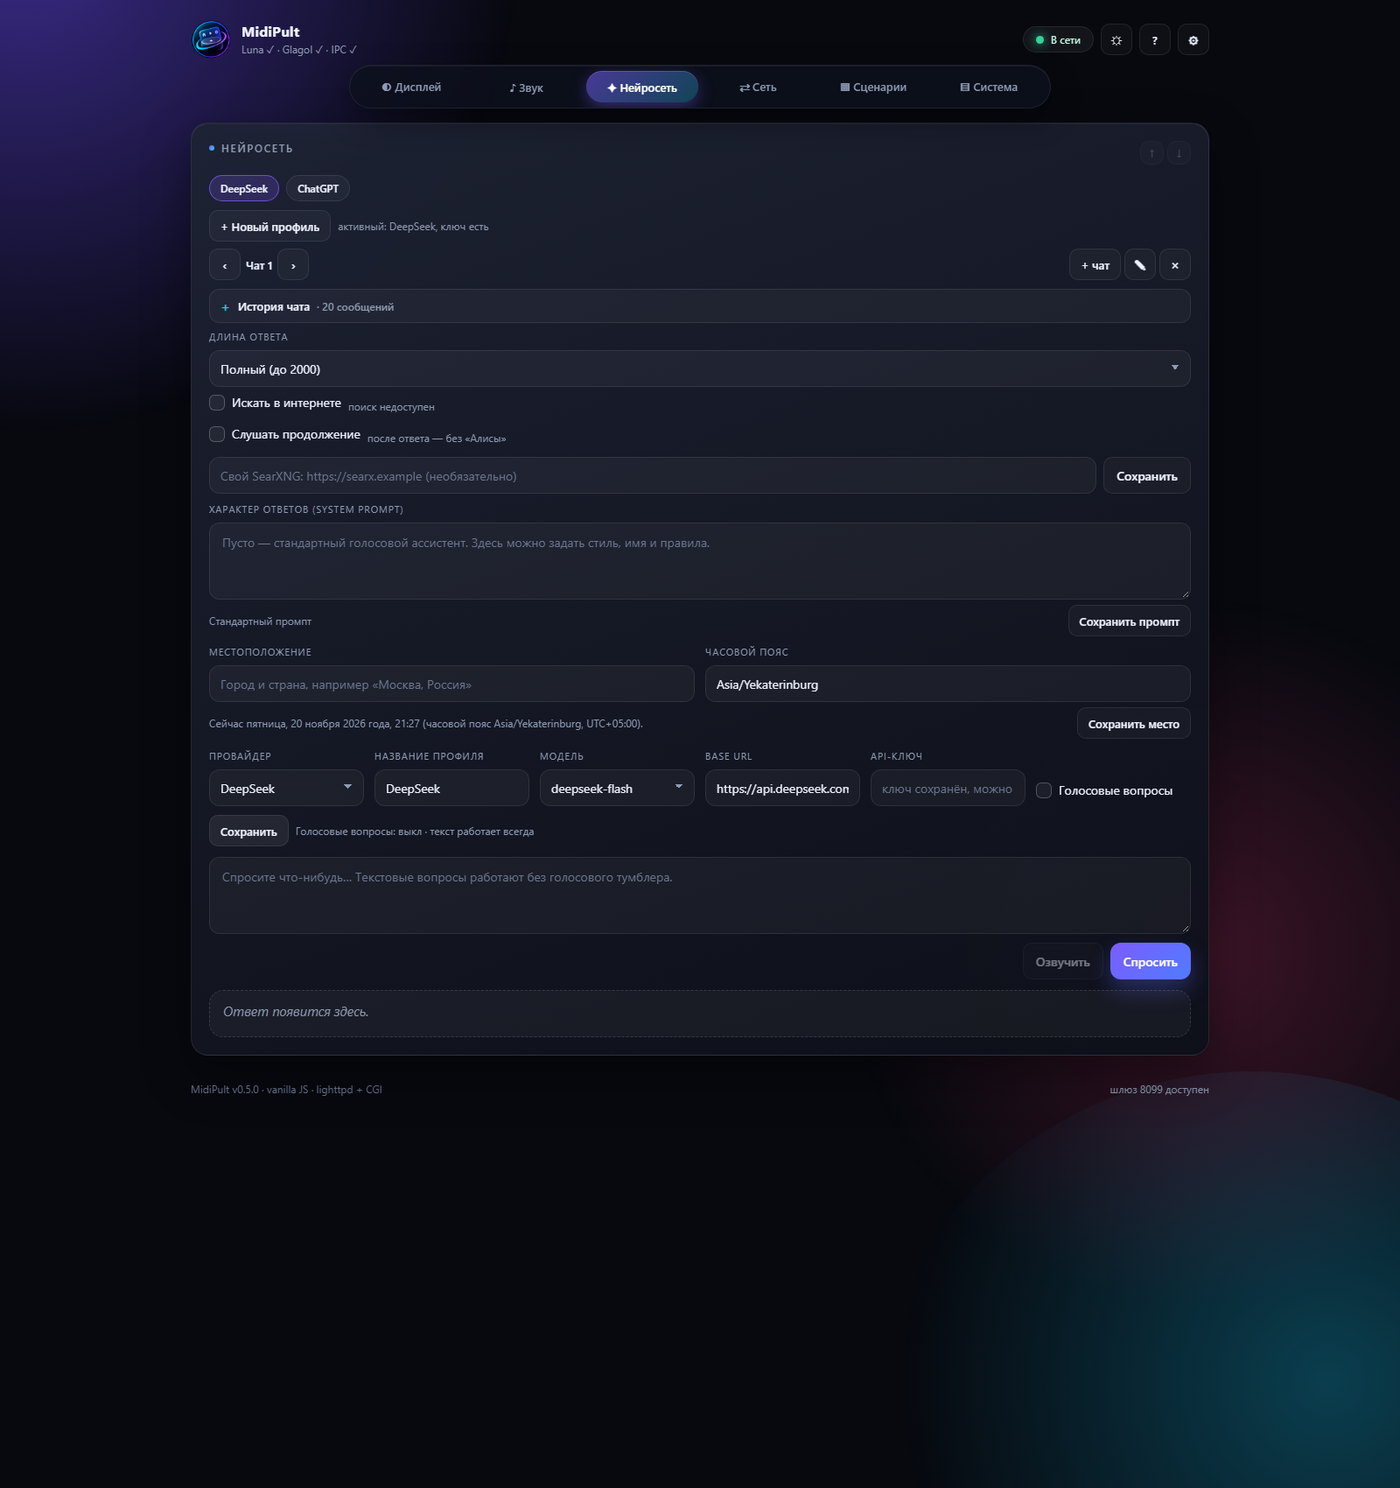 MidiPult
Luna ✓ · Glagol ✓ · IPC ✓
В сети
?
Дисплей
Звук
Нейросеть
Сеть
Сценарии
Система
НЕЙРОСЕТЬ
↑ ↓
DeepSeek ChatGPT
+ Новый профиль активный: DeepSeek, ключ есть
‹ Чат 1 › + чат ×
+ История чата · 20 сообщений
ДЛИНА ОТВЕТА
Полный (до 2000)
Искать в интернете поиск недоступен
Слушать продолжение после ответа — без «Алисы»
Свой SearXNG: https://searx.example (необязательно) Сохранить
ХАРАКТЕР ОТВЕТОВ (SYSTEM PROMPT)
Пусто — стандартный голосовой ассистент. Здесь можно задать стиль, имя и правила.
Стандартный промпт Сохранить промпт
МЕСТОПОЛОЖЕНИЕ ЧАСОВОЙ ПОЯС
Город и страна, например «Москва, Россия» Asia/Yekaterinburg
Сейчас пятница, 20 ноября 2026 года, 21:27 (часовой пояс Asia/Yekaterinburg, UTC+05:00). Сохранить место
ПРОВАЙДЕР НАЗВАНИЕ ПРОФИЛЯ МОДЕЛЬ BASE URL API-КЛЮЧ
DeepSeek DeepSeek deepseek-flash https://api.deepseek.com ключ сохранён, можно Голосовые вопросы
Сохранить Голосовые вопросы: выкл · текст работает всегда
Спросите что-нибудь... Текстовые вопросы работают без голосового тумблера.
Озвучить Спросить
Ответ появится здесь.
MidiPult v0.5.0 · vanilla JS · lighttpd + CGI шлюз 8099 доступен